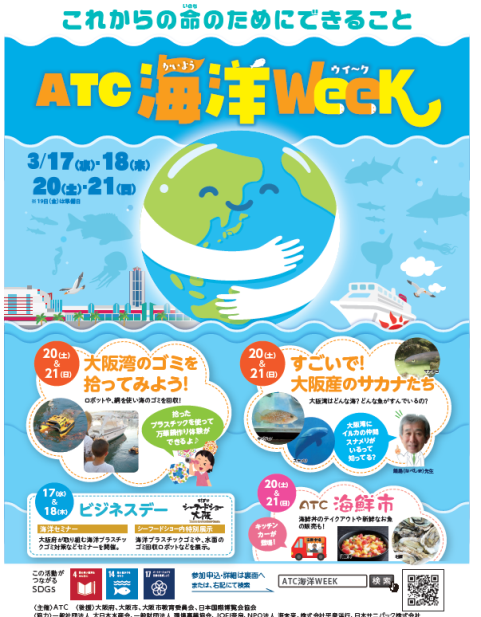 これからの命のためにできること
いのち
かいよう
ウイ〜ク
ATC 海洋 Week
3/17(水)・18(木)
20(土)・21(日)
※19日(金)は準備日
20(土)
&
21(日)
大阪湾のゴミを
拾ってみよう!
ロボットや、網を使い海のゴミを回収!
拾った
プラスチックを使って
万華鏡作り体験が
できるよ♪
20(土)
&
21(日)
すごいで!
大阪産のサカナたち
大阪湾はどんな海?どんな魚がすんでいるの?
大阪湾に
イルカの仲間
スナメリが
いるって
知ってる?
17(水)
&
18(木)
ビジネスデー
シーフードショー
大阪
海洋セミナー
大阪府が取り組む海洋プラスチッ
クゴミ対策などセミナーを開催。
シーフードショー内特別展示
海洋プラスチックゴミや、水面の
ゴミ回収ロボットなどを展示。
20(土)
&
21(日)
ATC 海鮮市
海鮮丼のテイクアウトや新鮮なお魚
の販売も!
キッチン
カーが
登場!
この活動が
つながる
SDGs
4
14
17
参加申込・詳細は裏面へ
または、右記にて検索
ATC海洋WEEK
検索
〈主催〉ATC 〈後援〉大阪府、大阪市、大阪市教育委員会、日本国際博覧会協会